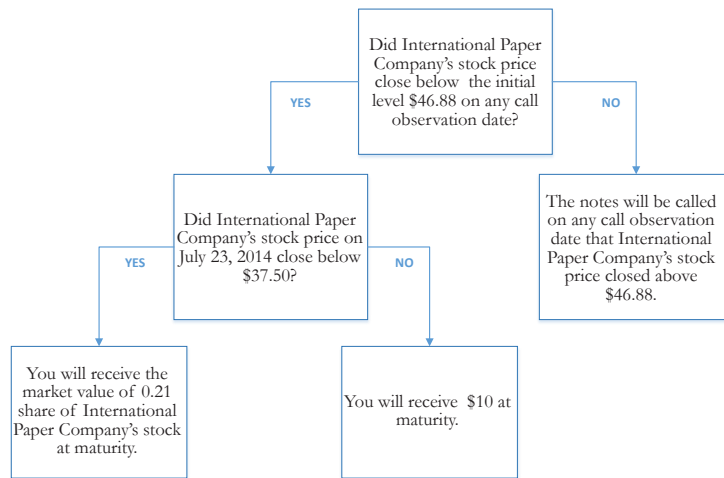 Did International Paper
Company's stock price
close below the initial
level $46.88 on any call
observation date?
YES
NO
Did International Paper
Company's stock price on
July 23, 2014 close below
$37.50?
The notes will be called
on any call observation
date that International
Paper Company's stock
price closed above
$46.88.
YES
NO
You will receive the
market value of 0.21
share of International
Paper Company's stock
at maturity.
You will receive $10 at
maturity.